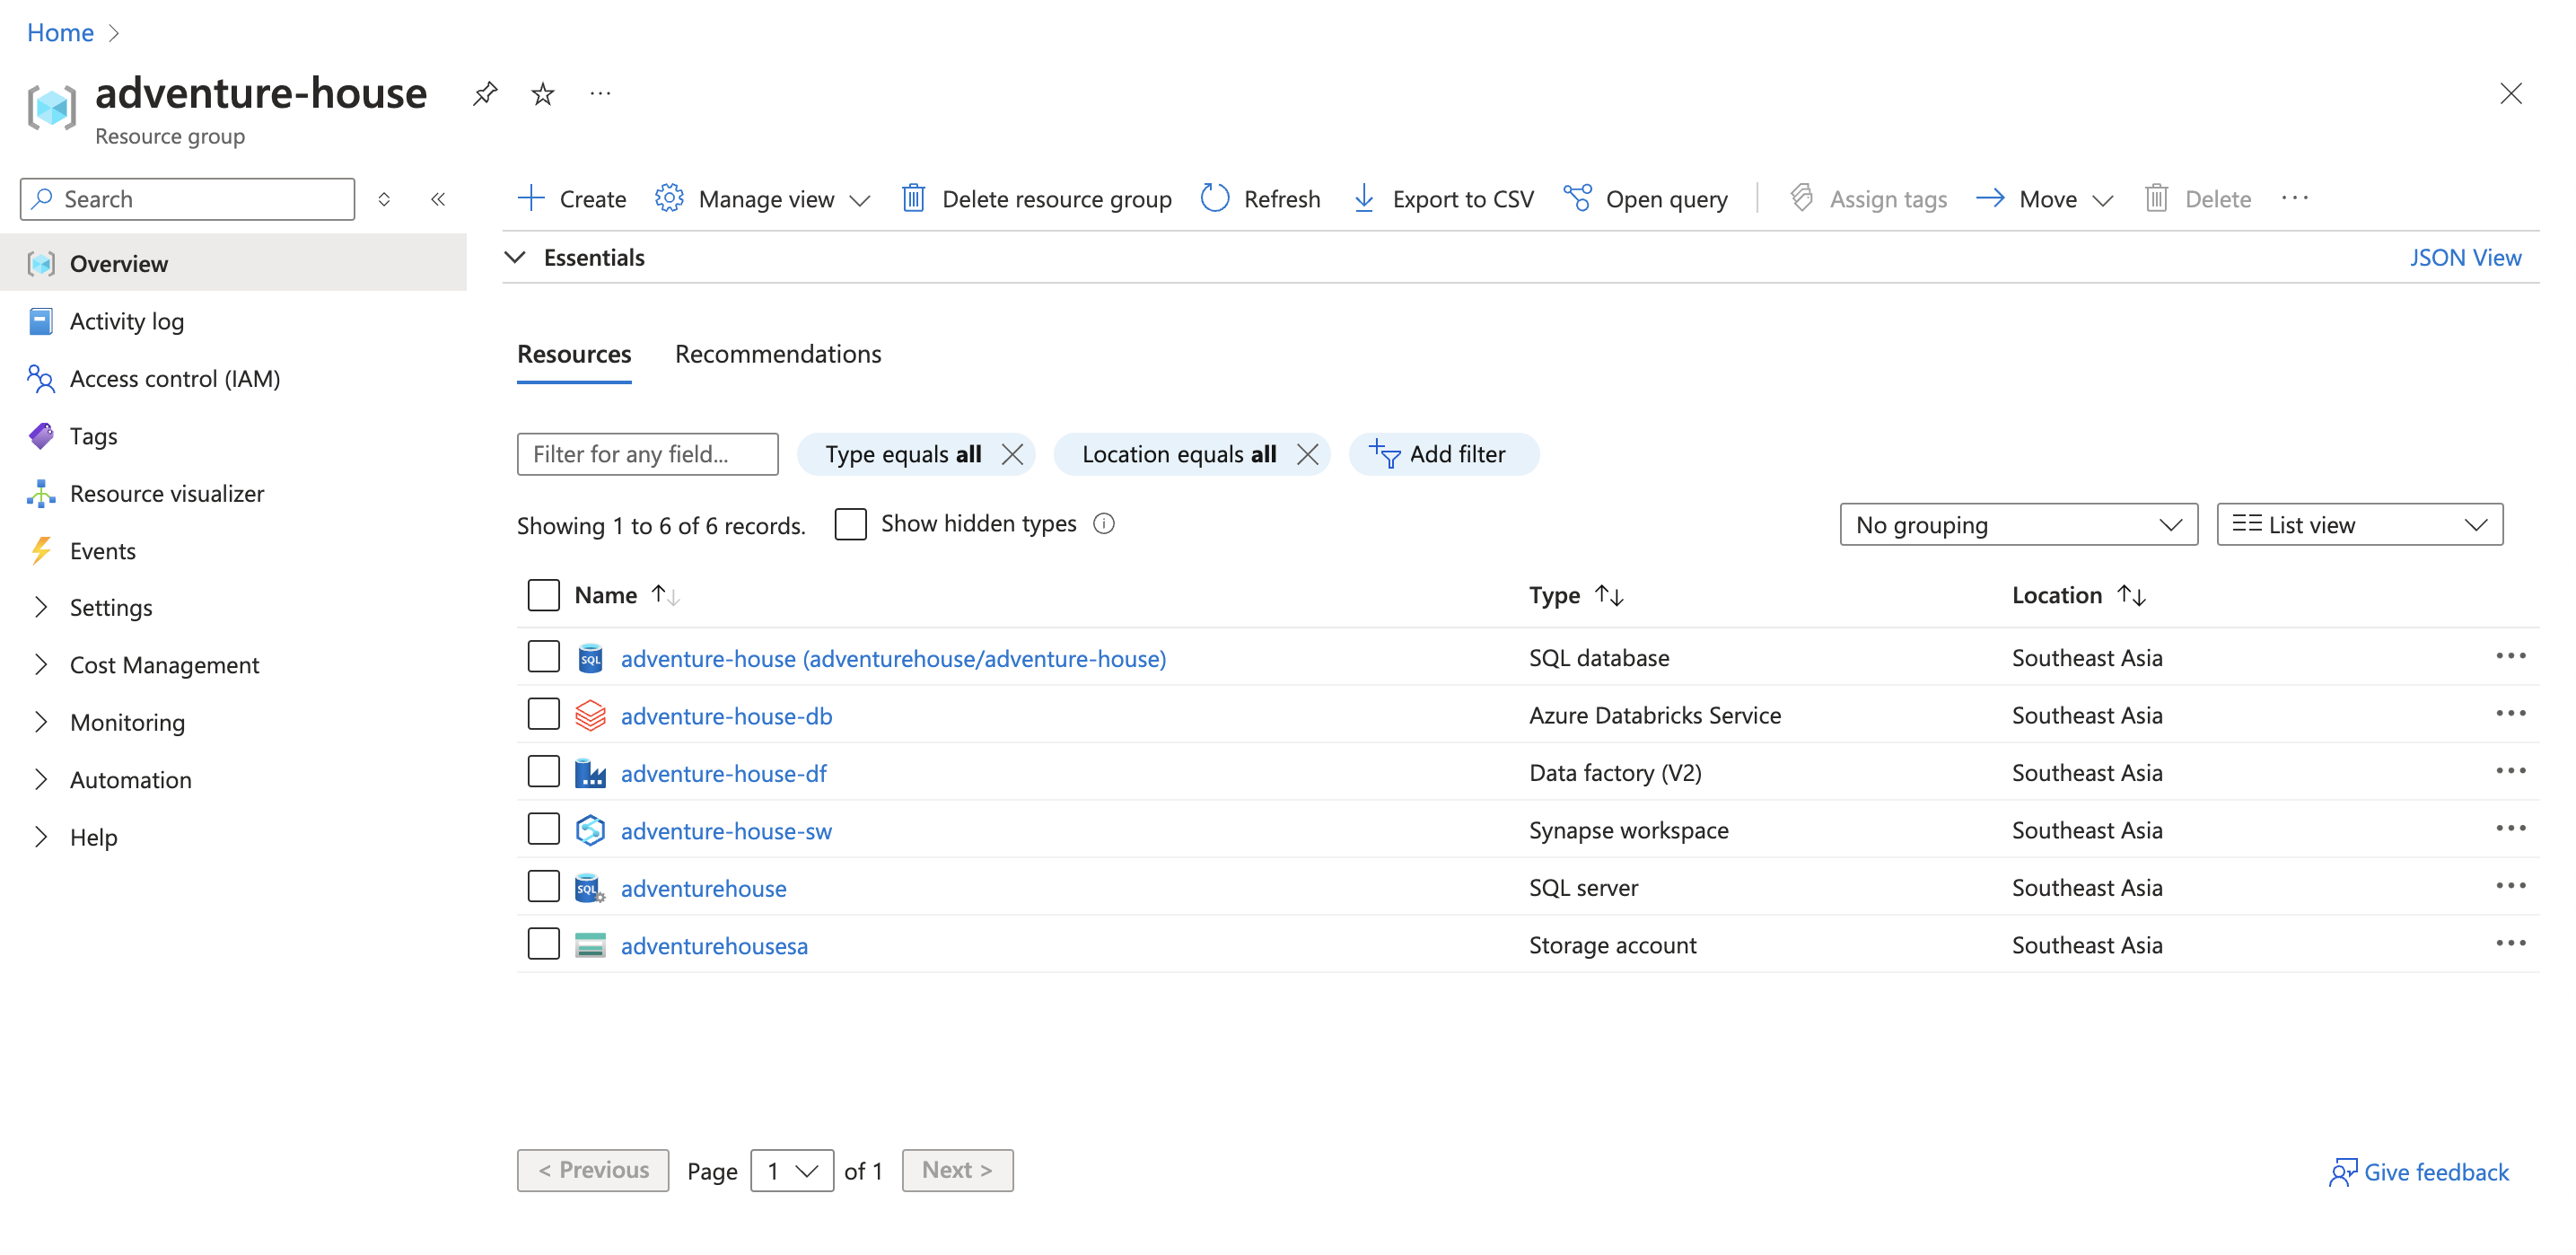 Home
adventure-house
Resource group
Search
Create Manage view Delete resource group Refresh Export to CSV Open query Assign tags Move Delete
Overview
Activity log
Access control (IAM)
Tags
Resource visualizer
Events
Settings
Cost Management
Monitoring
Automation
Help
Essentials JSON View
Resources Recommendations
Filter for any field... Type equals all Location equals all Add filter
Showing 1 to 6 of 6 records. Show hidden types No grouping List view
Name Type Location
SQL adventure-house (adventurehouse/adventure-house) SQL database Southeast Asia
adventure-house-db Azure Databricks Service Southeast Asia
adventure-house-df Data factory (V2) Southeast Asia
adventure-house-sw Synapse workspace Southeast Asia
SQL adventurehouse SQL server Southeast Asia
adventurehousesa Storage account Southeast Asia
< Previous Page 1 of 1 Next > Give feedback